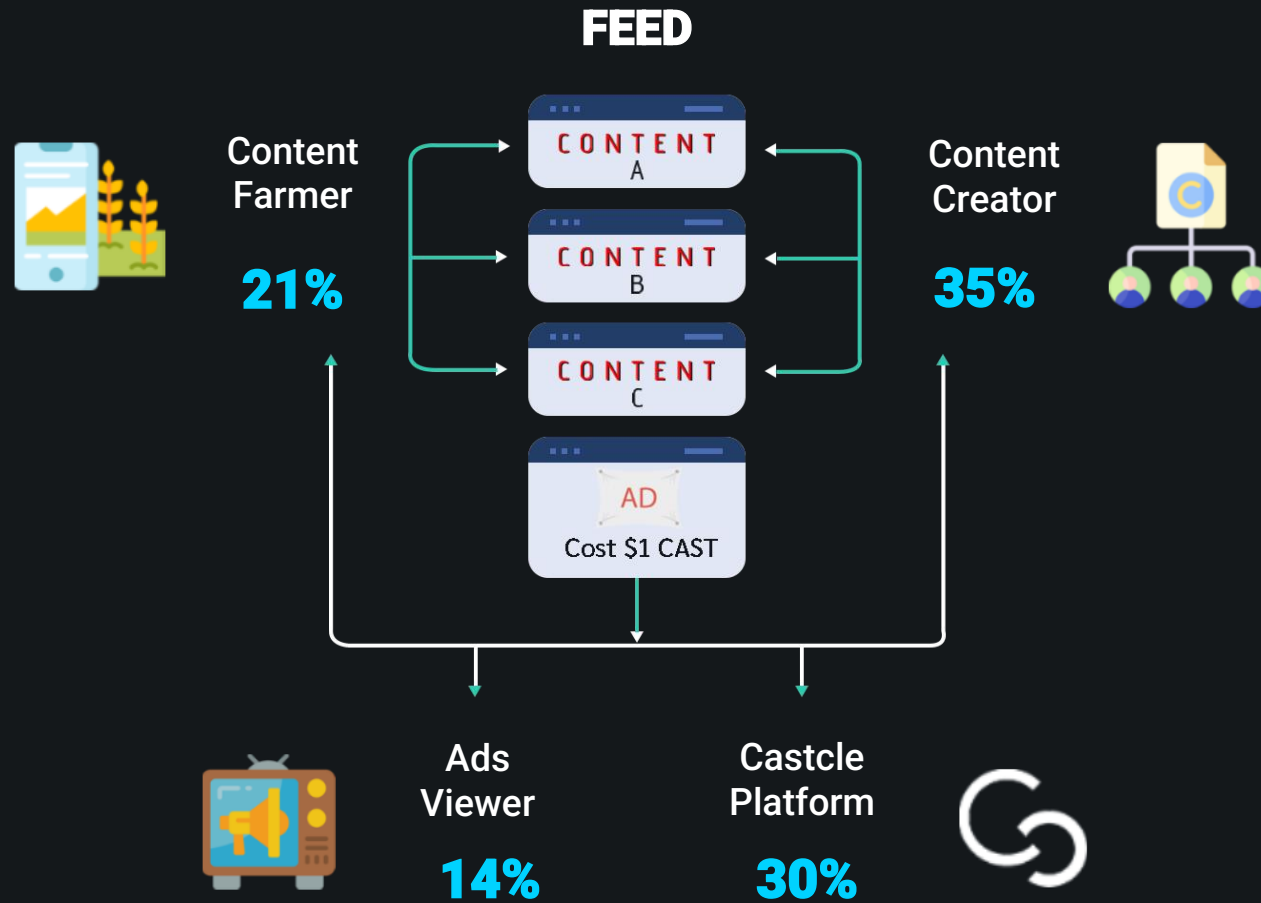 FEED
Content
Farmer
21%
CONTENT
A
CONTENT
B
CONTENT
C
AD
Cost $1 CAST
Content
Creator
35%
Ads
Viewer
14%
Castcle
Platform
30%